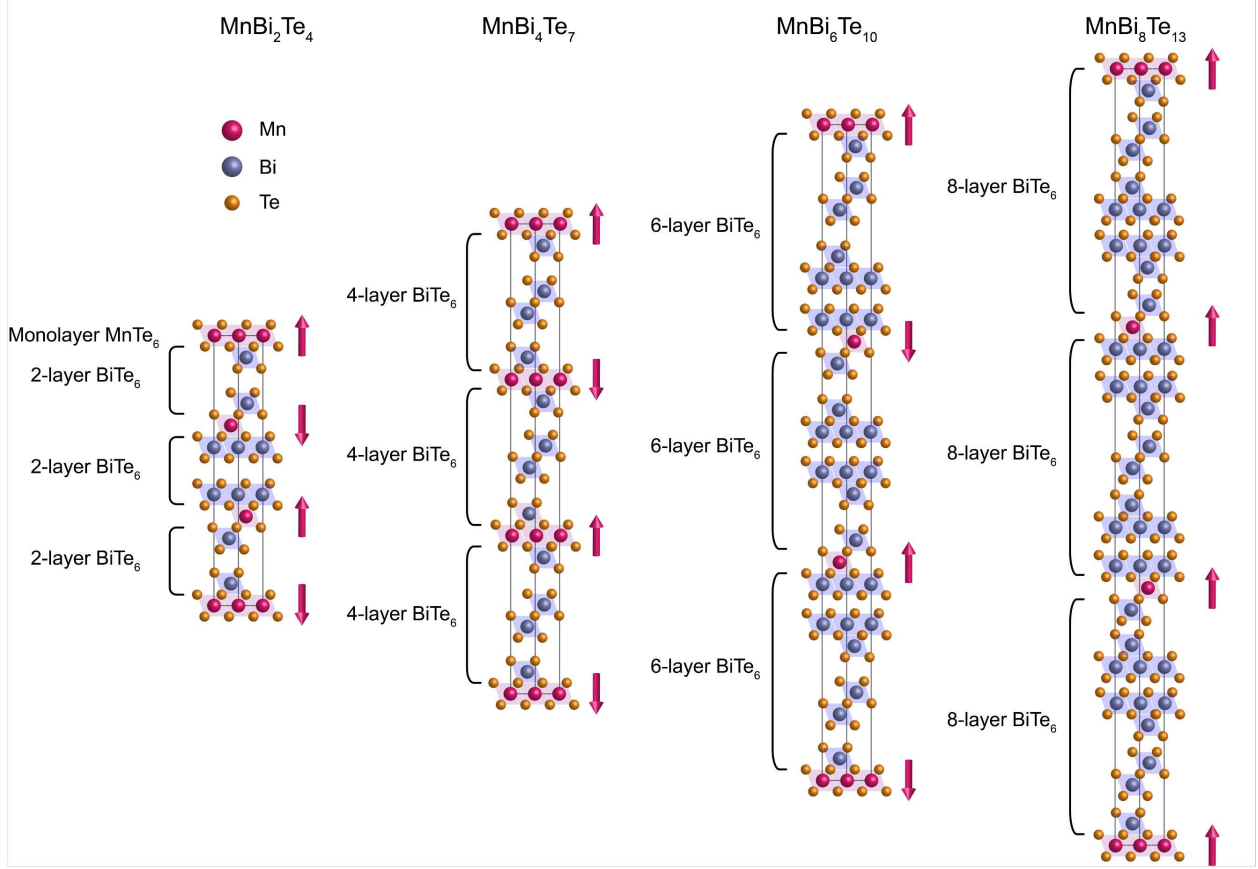 MnBi₂Te₄
MnBi₄Te₇
MnBi₆Te₁₀
MnBi₈Te₁₃
Mn
Bi
Te
Monolayer MnTe₆
2-layer BiTe₆
2-layer BiTe₆
2-layer BiTe₆
4-layer BiTe₆
4-layer BiTe₆
4-layer BiTe₆
6-layer BiTe₆
6-layer BiTe₆
6-layer BiTe₆
8-layer BiTe₆
8-layer BiTe₆
8-layer BiTe₆